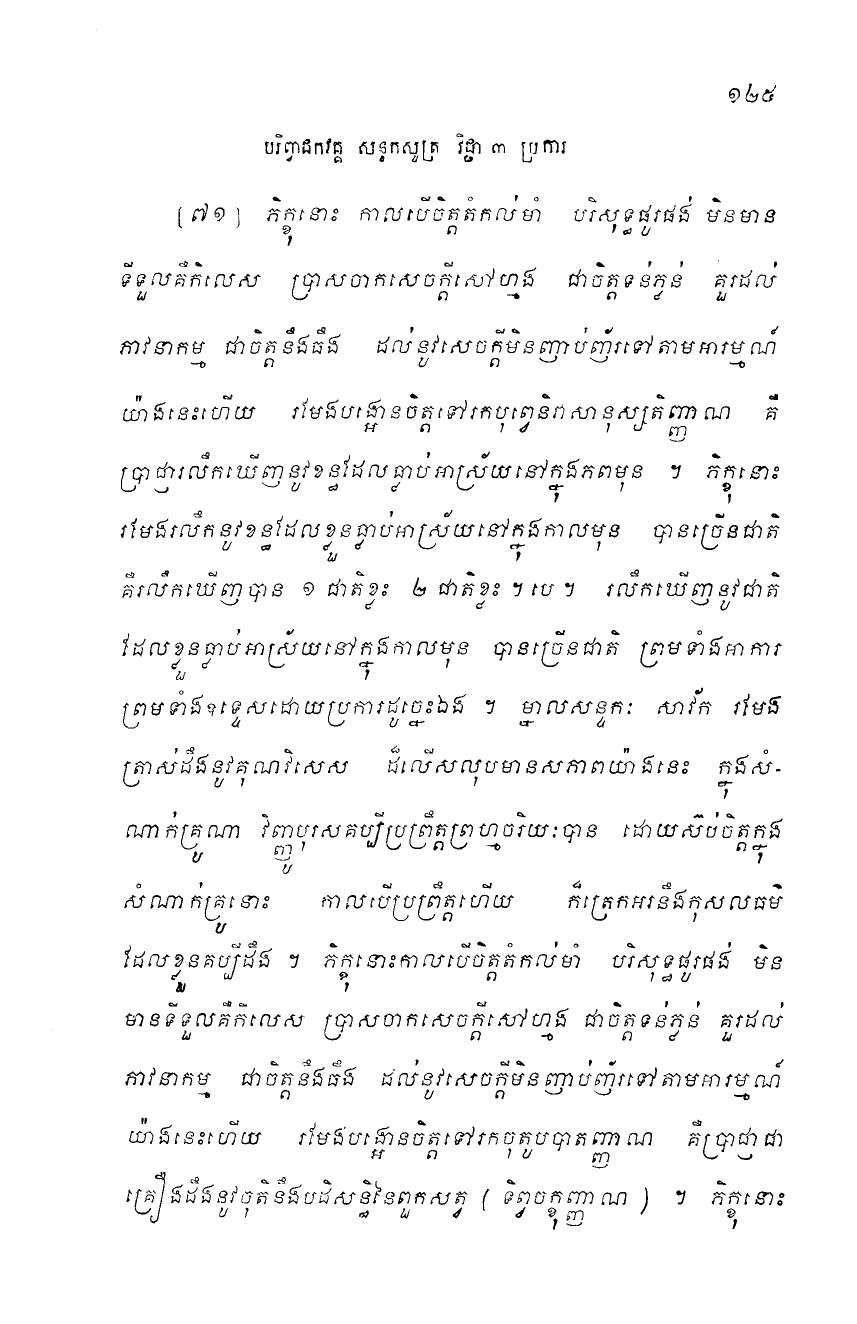 ១២៥
បរិព្វាជកវគ្គ សន្ទកសូត្រ វិជ្ជា ៣ ប្រការ
[៧១] ភិក្ខុនោះ កាលបើចិត្តតំកល់មាំ បរិសុទ្ធផូរផង់ មិនមាន
ទីទួលគឺកិលេស ប្រាសចាកសេចក្តីសៅហ្មង ជាចិត្តទន់ភ្ជន់ គួរដល់
ភាវនាកម្ម ជាចិត្តនឹងធឹង ដល់នូវសេចក្តីមិនញាប់ញ័រទៅតាមអារម្មណ៍
យ៉ាងនេះហើយ រមែងបង្អោនចិត្តទៅរកបុព្វេនិវាសានុស្សតិញ្ញាណ គឺ
ប្រាជ្ញារលឹកឃើញនូវខន្ធដែលធ្លាប់អាស្រ័យនៅក្នុងភពមុន ។ ភិក្ខុនោះ
រមែងរលឹកនូវខន្ធដែលខ្លួនធ្លាប់អាស្រ័យនៅក្នុងកាលមុន បានច្រើនជាតិ
គឺរលឹកឃើញបាន ១ ជាតិខ្លះ ២ ជាតិខ្លះ ។ បេ ។ រលឹកឃើញនូវជាតិ
ដែលខ្លួនធ្លាប់អាស្រ័យនៅក្នុងកាលមុន បានច្រើនជាតិ ព្រមទាំងអាការ
ព្រមទាំងឧទ្ទេសដោយប្រការដូច្នេះឯង ។ ម្នាលសន្ទកៈ សាវ័ក រមែង
ត្រាស់ដឹងនូវគុណវិសេស ដ៏លើសលុបមានសភាពយ៉ាងនេះ ក្នុងសំ-
ណាក់គ្រូណា វិញ្ញូបុរសគប្បីប្រព្រឹត្តព្រហ្មចរិយៈបាន ដោយស៊ប់ចិត្តក្នុង
សំណាក់គ្រូនោះ កាលបើប្រព្រឹត្តហើយ ក៏ត្រេកអរនឹងកុសលធម៌
ដែលខ្លួនគប្បីដឹង ។ ភិក្ខុនោះកាលបើចិត្តតំកល់មាំ បរិសុទ្ធផូរផង់ មិន
មានទីទួលគឺកិលេស ប្រាសចាកសេចក្តីសៅហ្មង ជាចិត្តទន់ភ្ជន់ គួរដល់
ភាវនាកម្ម ជាចិត្តនឹងធឹង ដល់នូវសេចក្តីមិនញាប់ញ័រទៅតាមអារម្មណ៍
យ៉ាងនេះហើយ រមែងបង្អោនចិត្តទៅរកចុតូបបាតញ្ញាណ គឺប្រាជ្ញាជា
គ្រឿងដឹងនូវចុតិនឹងបដិសន្ធិនៃពួកសត្វ ( ទិព្វចក្ខុញ្ញាណ ) ។ ភិក្ខុនោះ